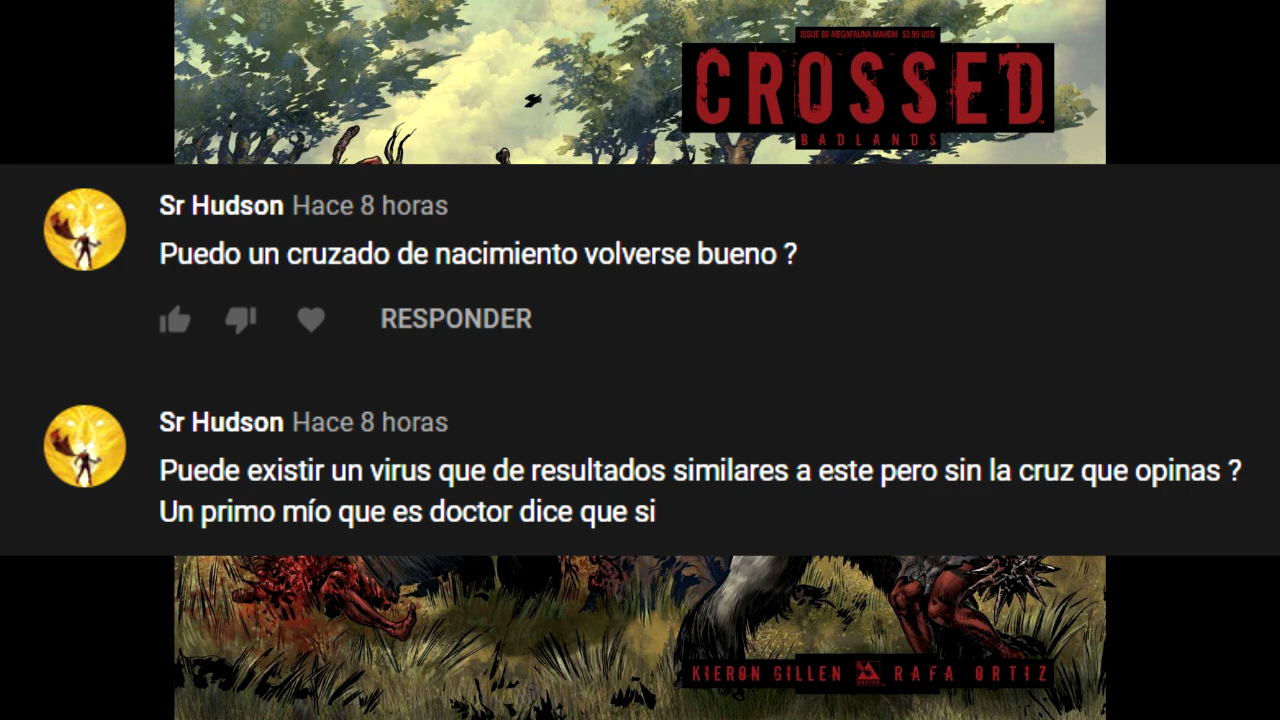 ISSUE 60 MEGAFAUNA MAHEM $3.99 USD
CROSSED
BADLANDS
Sr Hudson Hace 8 horas
Puedo un cruzado de nacimiento volverse bueno ?
RESPONDER
Sr Hudson Hace 8 horas
Puede existir un virus que de resultados similares a este pero sin la cruz que opinas ?
Un primo mío que es doctor dice que si
KIERON GILLEN RAFA ORTIZ